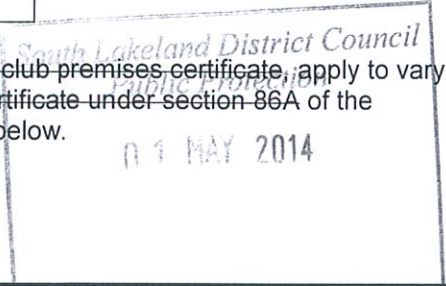 South Lakeland District Council
club premises certificate, apply to vary
Public Protection
rtificate under section 86A of the
below.
01 MAY 2014